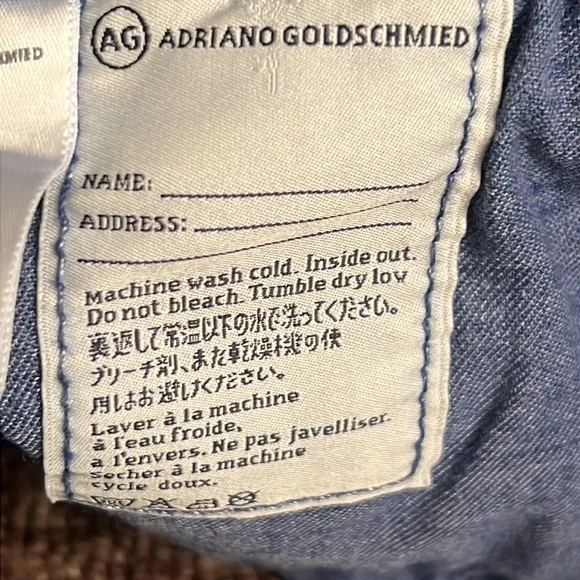 AG ADRIANO GOLDSCHMIED
NAME:
ADDRESS:
Machine wash cold. Inside out.
Do not bleach. Tumble dry low
裏返して常温以下の水で洗ってください。
ブリーチ剤、また乾燥機の使
用はお避けください。
Laver à la machine
à l'eau froide,
a l'envers. Ne pas javelliser.
secher à la machine
cycle doux.